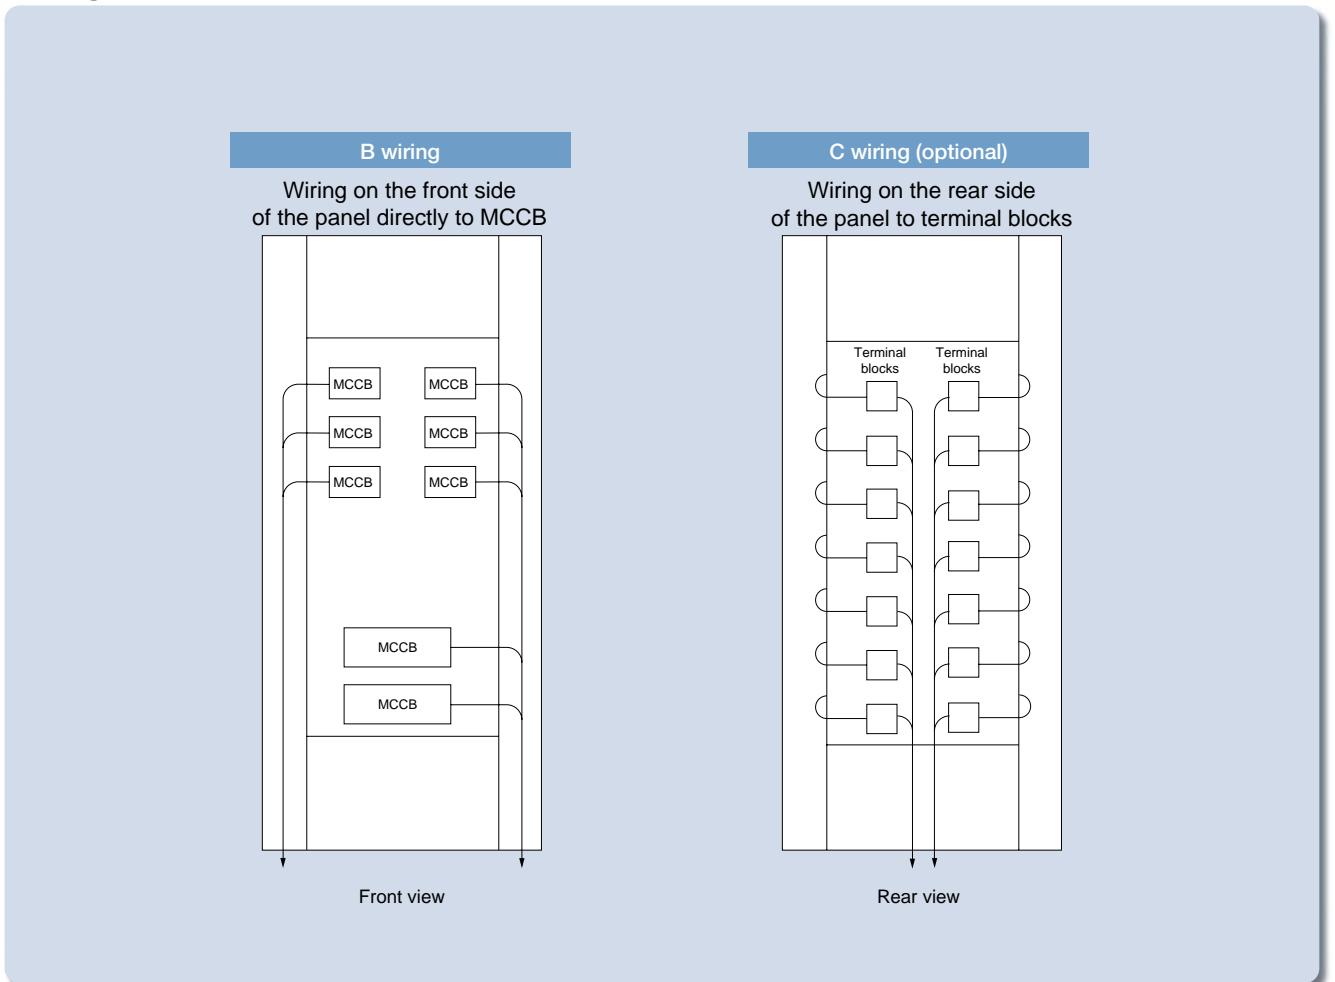 B wiring
Wiring on the front side
of the panel directly to MCCB
MCCB MCCB
MCCB MCCB
MCCB MCCB
MCCB
MCCB
Front view
C wiring (optional)
Wiring on the rear side
of the panel to terminal blocks
Terminal Terminal
blocks blocks
Rear view